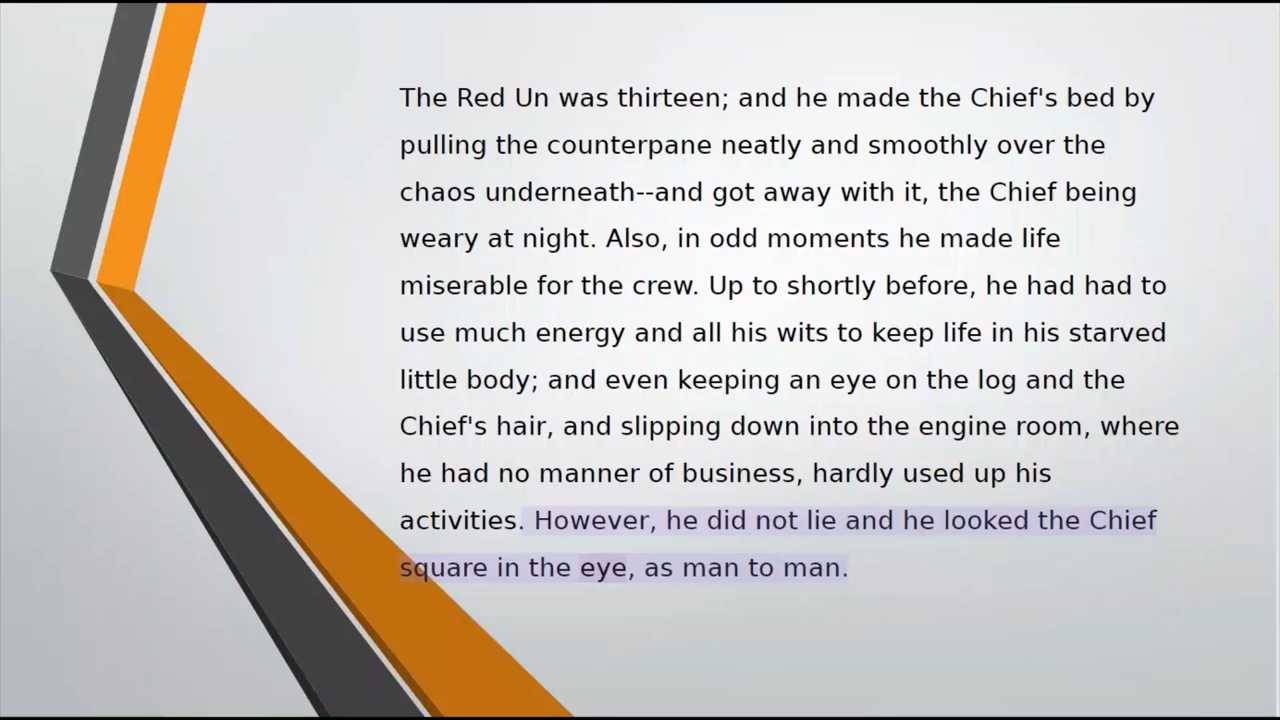 The Red Un was thirteen; and he made the Chief's bed by
pulling the counterpane neatly and smoothly over the
chaos underneath--and got away with it, the Chief being
weary at night. Also, in odd moments he made life
miserable for the crew. Up to shortly before, he had had to
use much energy and all his wits to keep life in his starved
little body; and even keeping an eye on the log and the
Chief's hair, and slipping down into the engine room, where
he had no manner of business, hardly used up his
activities. However, he did not lie and he looked the Chief
square in the eye, as man to man.